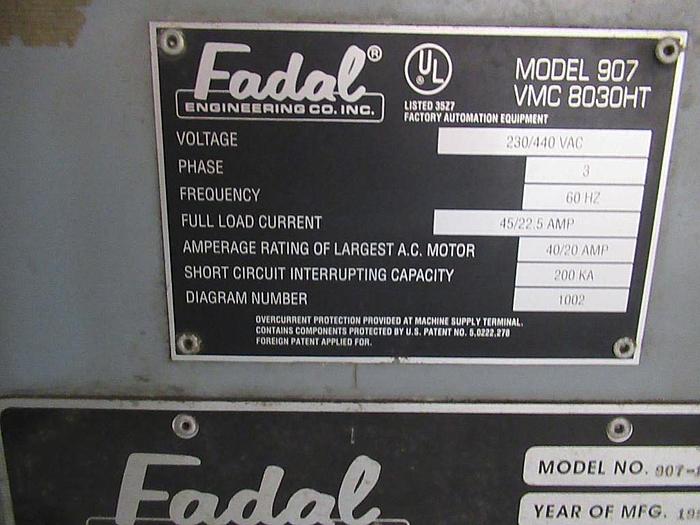 Fadal®
ENGINEERING CO. INC.
UL®
LISTED 35Z7
FACTORY AUTOMATION EQUIPMENT
MODEL 907
VMC 8030HT
VOLTAGE 230/440 VAC
PHASE 3
FREQUENCY 60 HZ
FULL LOAD CURRENT 45/22.5 AMP
AMPERAGE RATING OF LARGEST A.C. MOTOR 40/20 AMP
SHORT CIRCUIT INTERRUPTING CAPACITY 200 KA
DIAGRAM NUMBER 1002
OVERCURRENT PROTECTION PROVIDED AT MACHINE SUPPLY TERMINAL.
CONTAINS COMPONENTS PROTECTED BY U.S. PATENT NO. 5,0222,278
FOREIGN PATENT APPLIED FOR.
Fadal
MODEL NO. 907-
YEAR OF MFG.